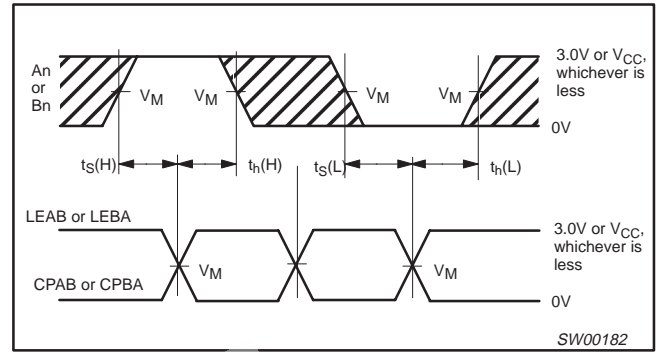 An
or
Bn
VM
VM
VM
VM
3.0V or VCC,
whichever is
less
0V
tS(H)
th(H)
tS(L)
th(L)
LEAB or LEBA
CPAB or CPBA
VM
VM
3.0V or VCC,
whichever is
less
0V
SW00182